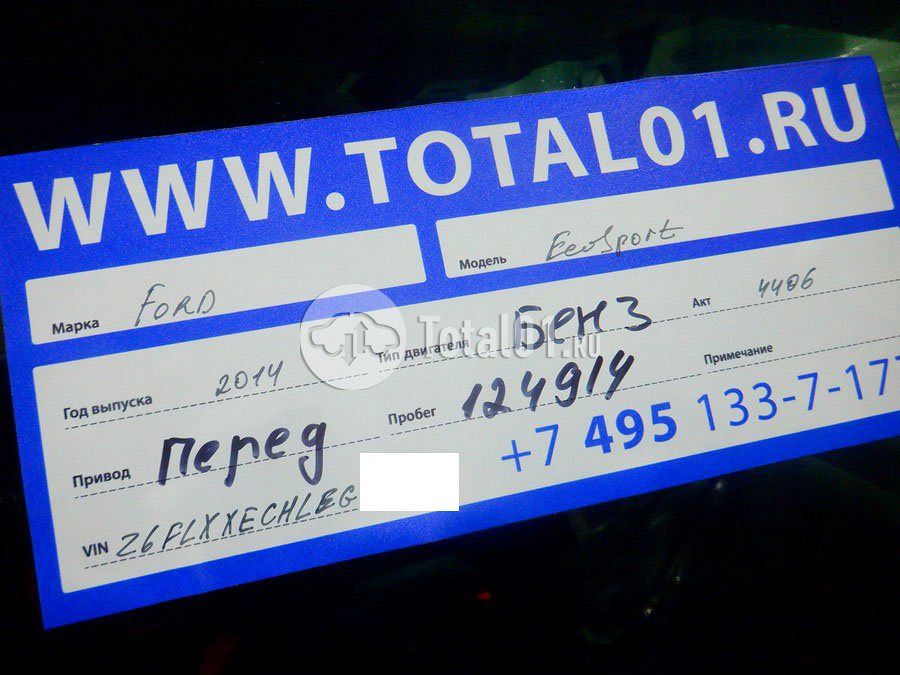 WWW.TOTAL01.RU
Марка FORD Модель EcoSport
Год выпуска 2014 Тип двигателя Бенз Акт 4406
Привод Перед Пробег 124914 Примечание
+7 495 133-7-177
VIN Z6FLXXECHLEG
Total01.RU